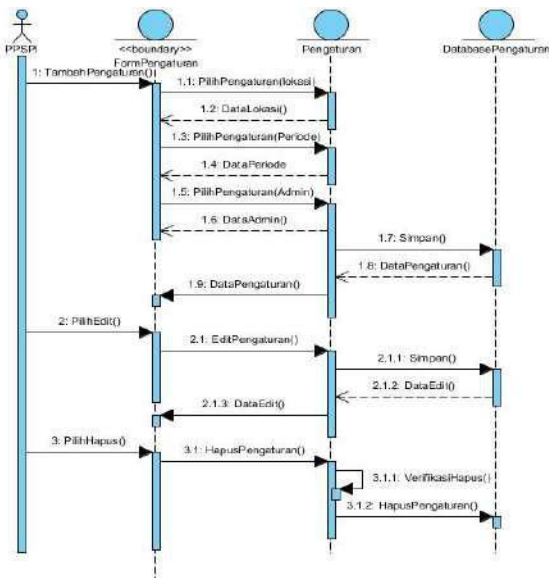 PPSPI
<<boundary>>
FormPengaturan
Pengaturan
DatabasePengaturan
1: TambahPengaturan()
1.1: PilihPengaturan(lokasi)
1.2: DataLokasi()
1.3: PilihPengaturan(Periode)
1.4: DataPeriode
1.5: PilihPengaturan(Admin)
1.6: DataAdmin()
1.7: Simpan()
1.8: DataPengaturan()
1.9: DataPengaturan()
2: PilihEdit()
2.1: EditPengaturan()
2.1.1: Simpan()
2.1.2: DataEdit()
2.1.3: DataEdit()
3: PilihHapus()
3.1: HapusPengaturan()
3.1.1: VerifikasiHapus()
3.1.2: HapusPengaturan()